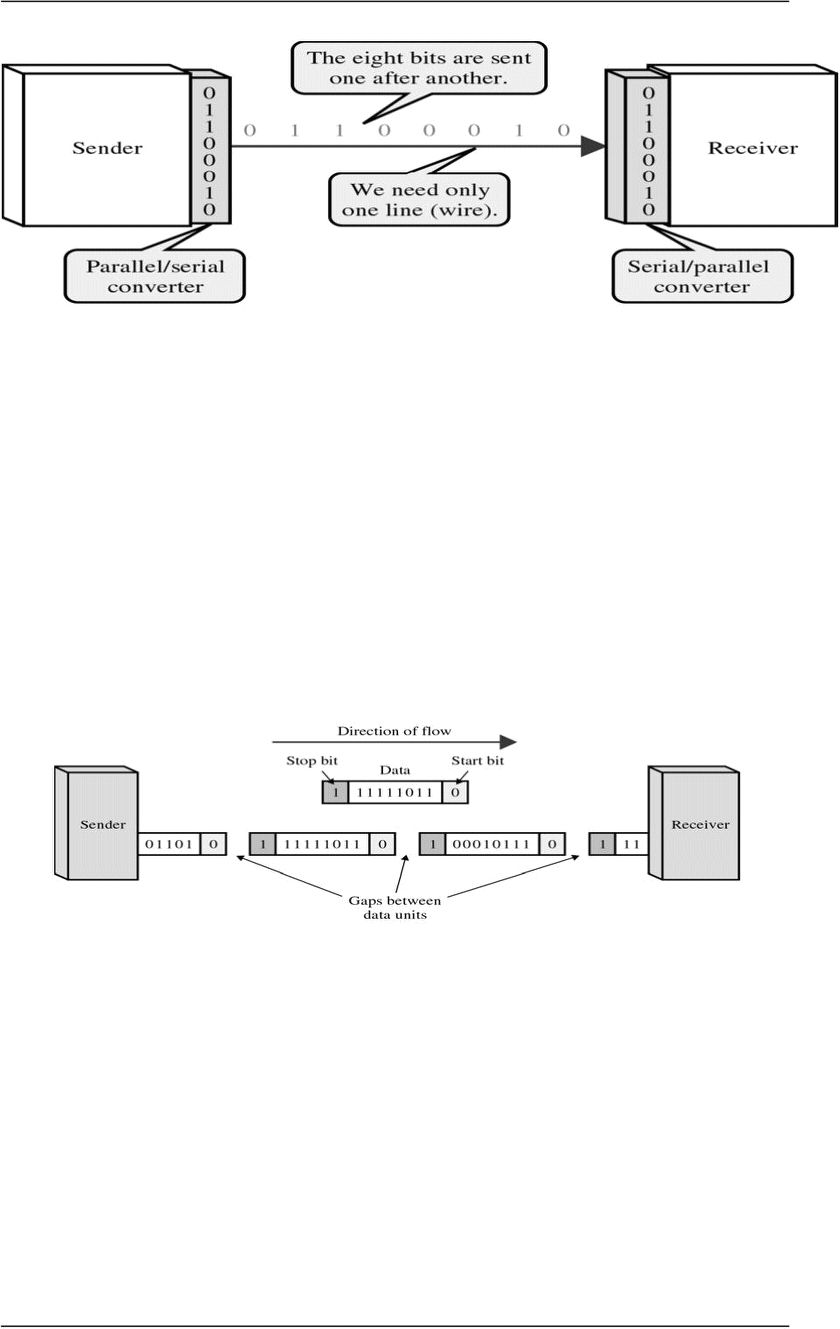 The eight bits are sent
one after another.
0
1
1
0
0
0
1
0
0 1 1 0 0 0 1 0
0
1
1
0
0
0
1
0
Sender
Receiver
We need only
one line (wire).
Parallel/serial
converter
Serial/parallel
converter
Direction of flow
Stop bit
Data
Start bit
1 11111011 0
Sender
01101 0
1 11111011 0
1 00010111 0
1 11
Receiver
Gaps between
data units